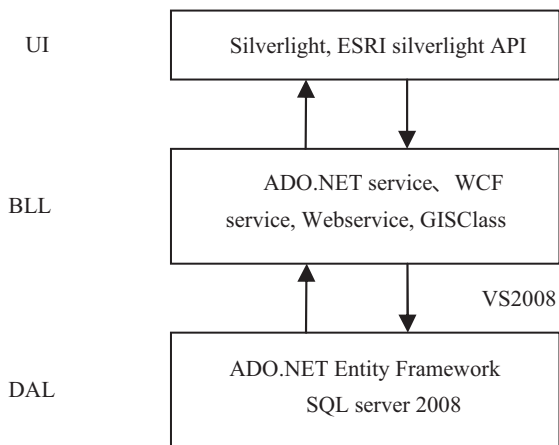 UI
Silverlight, ESRI silverlight API
BLL
ADO.NET service、WCF
service, Webservice, GISClass
VS2008
DAL
ADO.NET Entity Framework
SQL server 2008